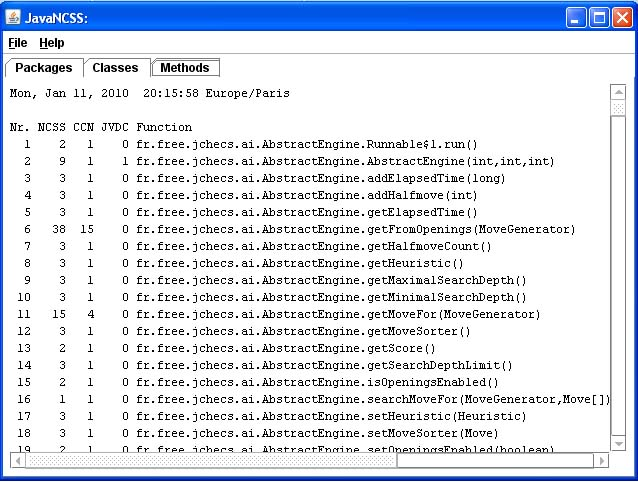 JavaNCSS:
File Help
Packages Classes Methods
Mon, Jan 11, 2010  20:15:58 Europe/Paris
Nr. NCSS CCN JVDC Function
1 2 1 0 fr.free.jchecs.ai.AbstractEngine.Runnable$1.run()
2 9 1 1 fr.free.jchecs.ai.AbstractEngine.AbstractEngine(int,int,int)
3 3 1 0 fr.free.jchecs.ai.AbstractEngine.addElapsedTime(long)
4 3 1 0 fr.free.jchecs.ai.AbstractEngine.addHalfmove(int)
5 3 1 0 fr.free.jchecs.ai.AbstractEngine.getElapsedTime()
6 38 15 0 fr.free.jchecs.ai.AbstractEngine.getFromOpenings(MoveGenerator)
7 3 1 0 fr.free.jchecs.ai.AbstractEngine.getHalfmoveCount()
8 3 1 0 fr.free.jchecs.ai.AbstractEngine.getHeuristic()
9 3 1 0 fr.free.jchecs.ai.AbstractEngine.getMaximalSearchDepth()
10 3 1 0 fr.free.jchecs.ai.AbstractEngine.getMinimalSearchDepth()
11 15 4 0 fr.free.jchecs.ai.AbstractEngine.getMoveFor(MoveGenerator)
12 3 1 0 fr.free.jchecs.ai.AbstractEngine.getMoveSorter()
13 2 1 0 fr.free.jchecs.ai.AbstractEngine.getScore()
14 3 1 0 fr.free.jchecs.ai.AbstractEngine.getSearchDepthLimit()
15 2 1 0 fr.free.jchecs.ai.AbstractEngine.isOpeningsEnabled()
16 1 1 0 fr.free.jchecs.ai.AbstractEngine.searchMoveFor(MoveGenerator,Move[])
17 3 1 0 fr.free.jchecs.ai.AbstractEngine.setHeuristic(Heuristic)
18 3 1 0 fr.free.jchecs.ai.AbstractEngine.setMoveSorter(Move)
19 2 1 0 fr.free.jchecs.ai.AbstractEngine.setOpeningsEnabled(boolean)